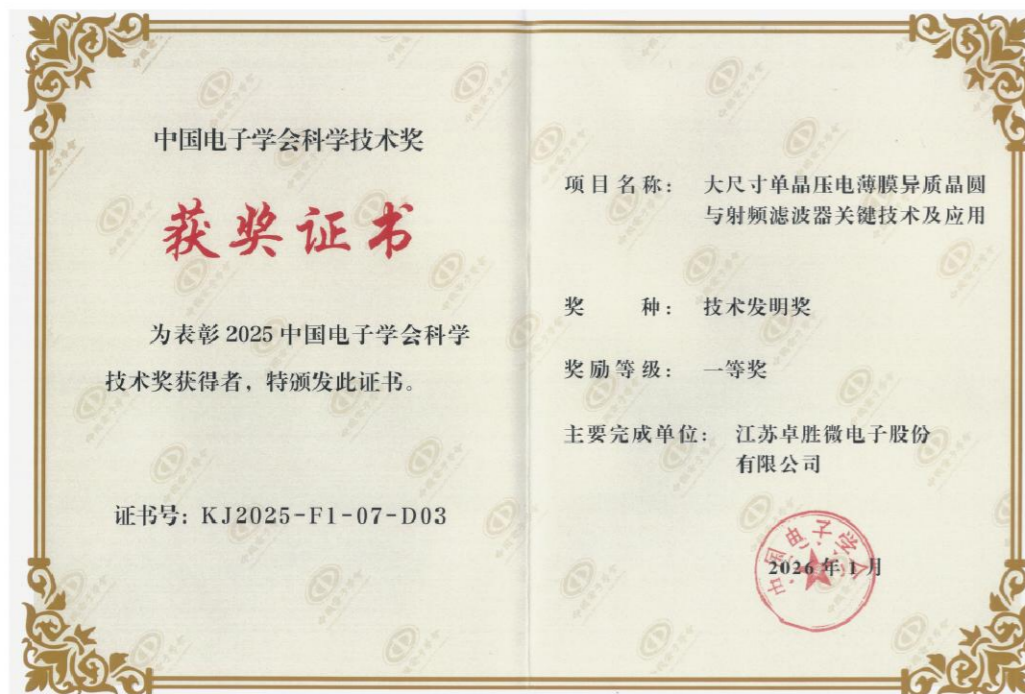 中国电子学会科学技术奖
获奖证书
为表彰2025中国电子学会科学
技术奖获得者，特颁发此证书。
证书号：KJ2025-F1-07-D03
项目名称： 大尺寸单晶压电薄膜异质晶圆
与射频滤波器关键技术及应用
奖 种： 技术发明奖
奖励等级： 一等奖
主要完成单位： 江苏卓胜微电子股份
有限公司
中国电子学会
2026年1月